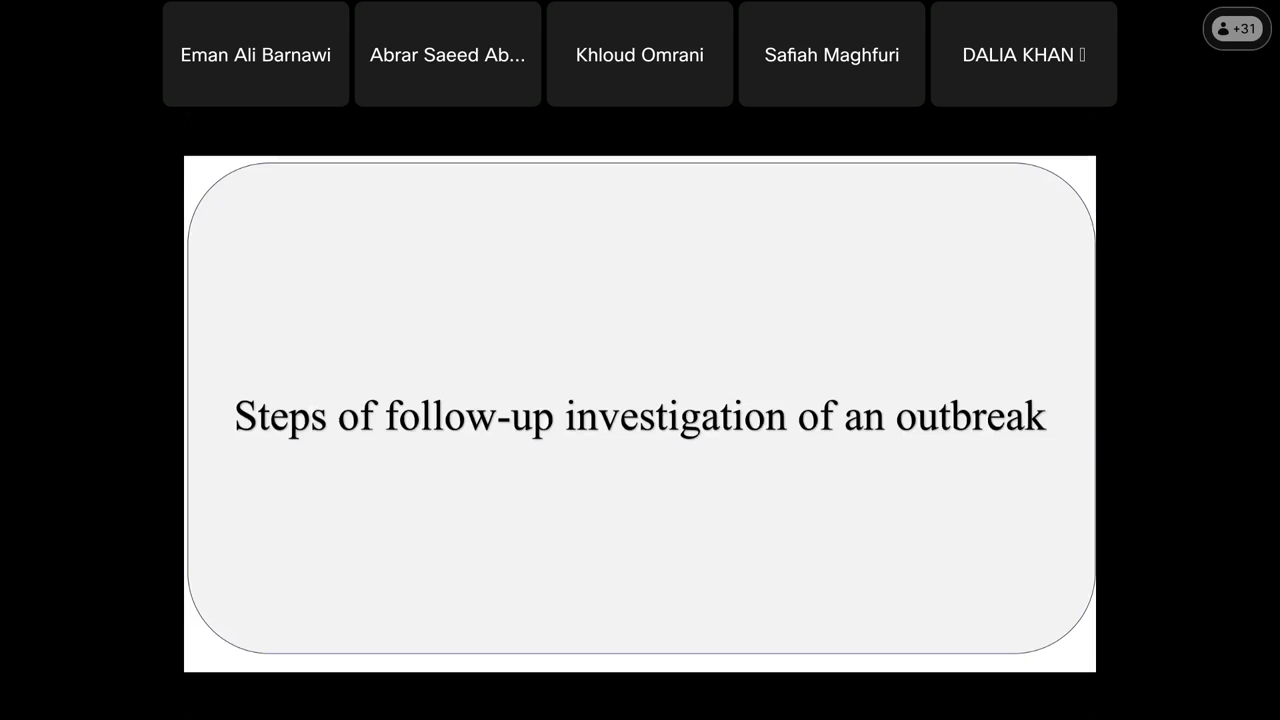 Eman Ali Barnawi
Abrar Saeed Ab...
Khloud Omrani
Safiah Maghfuri
DALIA KHAN
+31
Steps of follow-up investigation of an outbreak